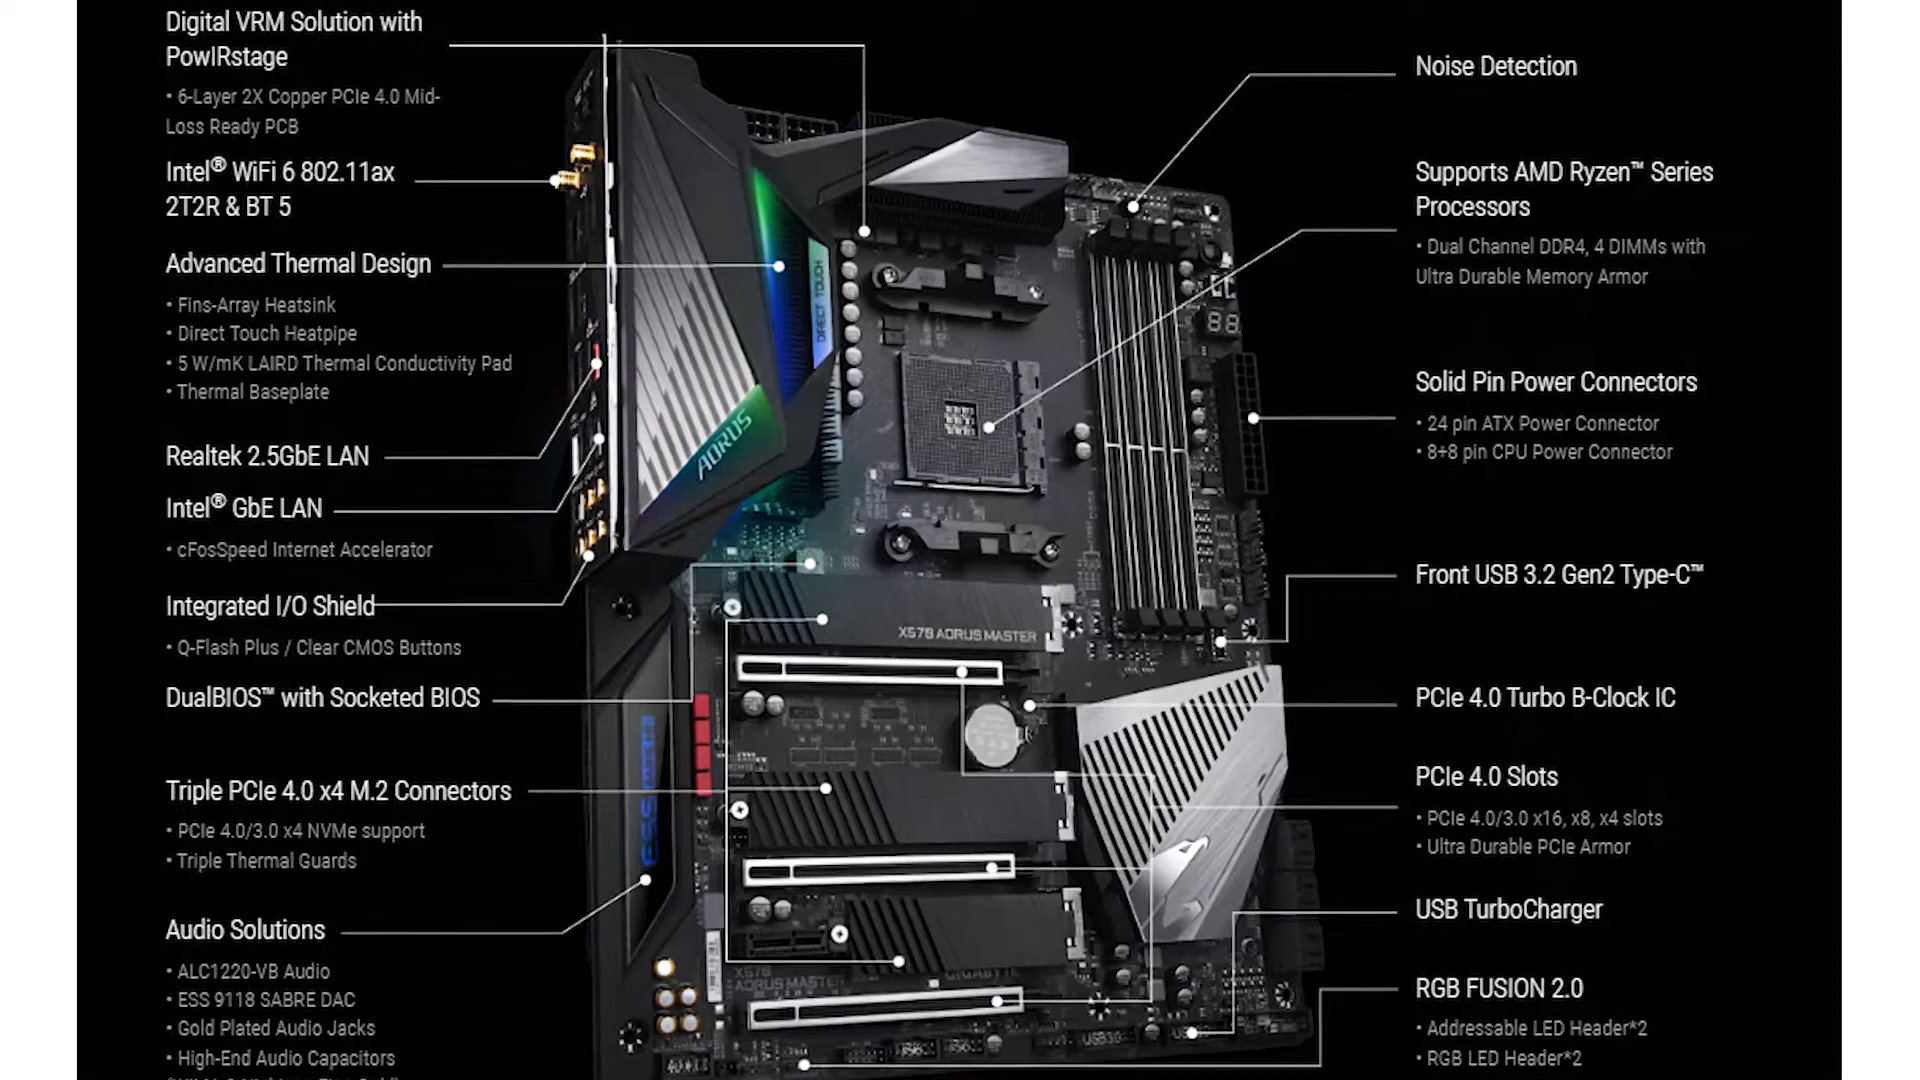 Digital VRM Solution with
PowIRstage
• 6-Layer 2X Copper PCIe 4.0 Mid-
Loss Ready PCB
Intel® WiFi 6 802.11ax
2T2R & BT 5
Advanced Thermal Design
• Fins-Array Heatsink
• Direct Touch Heatpipe
• 5 W/mK LAIRD Thermal Conductivity Pad
• Thermal Baseplate
Realtek 2.5GbE LAN
Intel® GbE LAN
• cFosSpeed Internet Accelerator
Integrated I/O Shield
• Q-Flash Plus / Clear CMOS Buttons
DualBIOS™ with Socketed BIOS
Triple PCIe 4.0 x4 M.2 Connectors
• PCIe 4.0/3.0 x4 NVMe support
• Triple Thermal Guards
Audio Solutions
• ALC1220-VB Audio
• ESS 9118 SABRE DAC
• Gold Plated Audio Jacks
• High-End Audio Capacitors
DIRECT TOUCH
AORUS
88
X570 AORUS MASTER
ESS
X570
AORUS MASTER
GIGABYTE
Noise Detection
Supports AMD Ryzen™ Series
Processors
• Dual Channel DDR4, 4 DIMMs with
Ultra Durable Memory Armor
Solid Pin Power Connectors
• 24 pin ATX Power Connector
• 8+8 pin CPU Power Connector
Front USB 3.2 Gen2 Type-C™
PCIe 4.0 Turbo B-Clock IC
PCIe 4.0 Slots
• PCIe 4.0/3.0 x16, x8, x4 slots
• Ultra Durable PCIe Armor
USB TurboCharger
RGB FUSION 2.0
• Addressable LED Header*2
• RGB LED Header*2